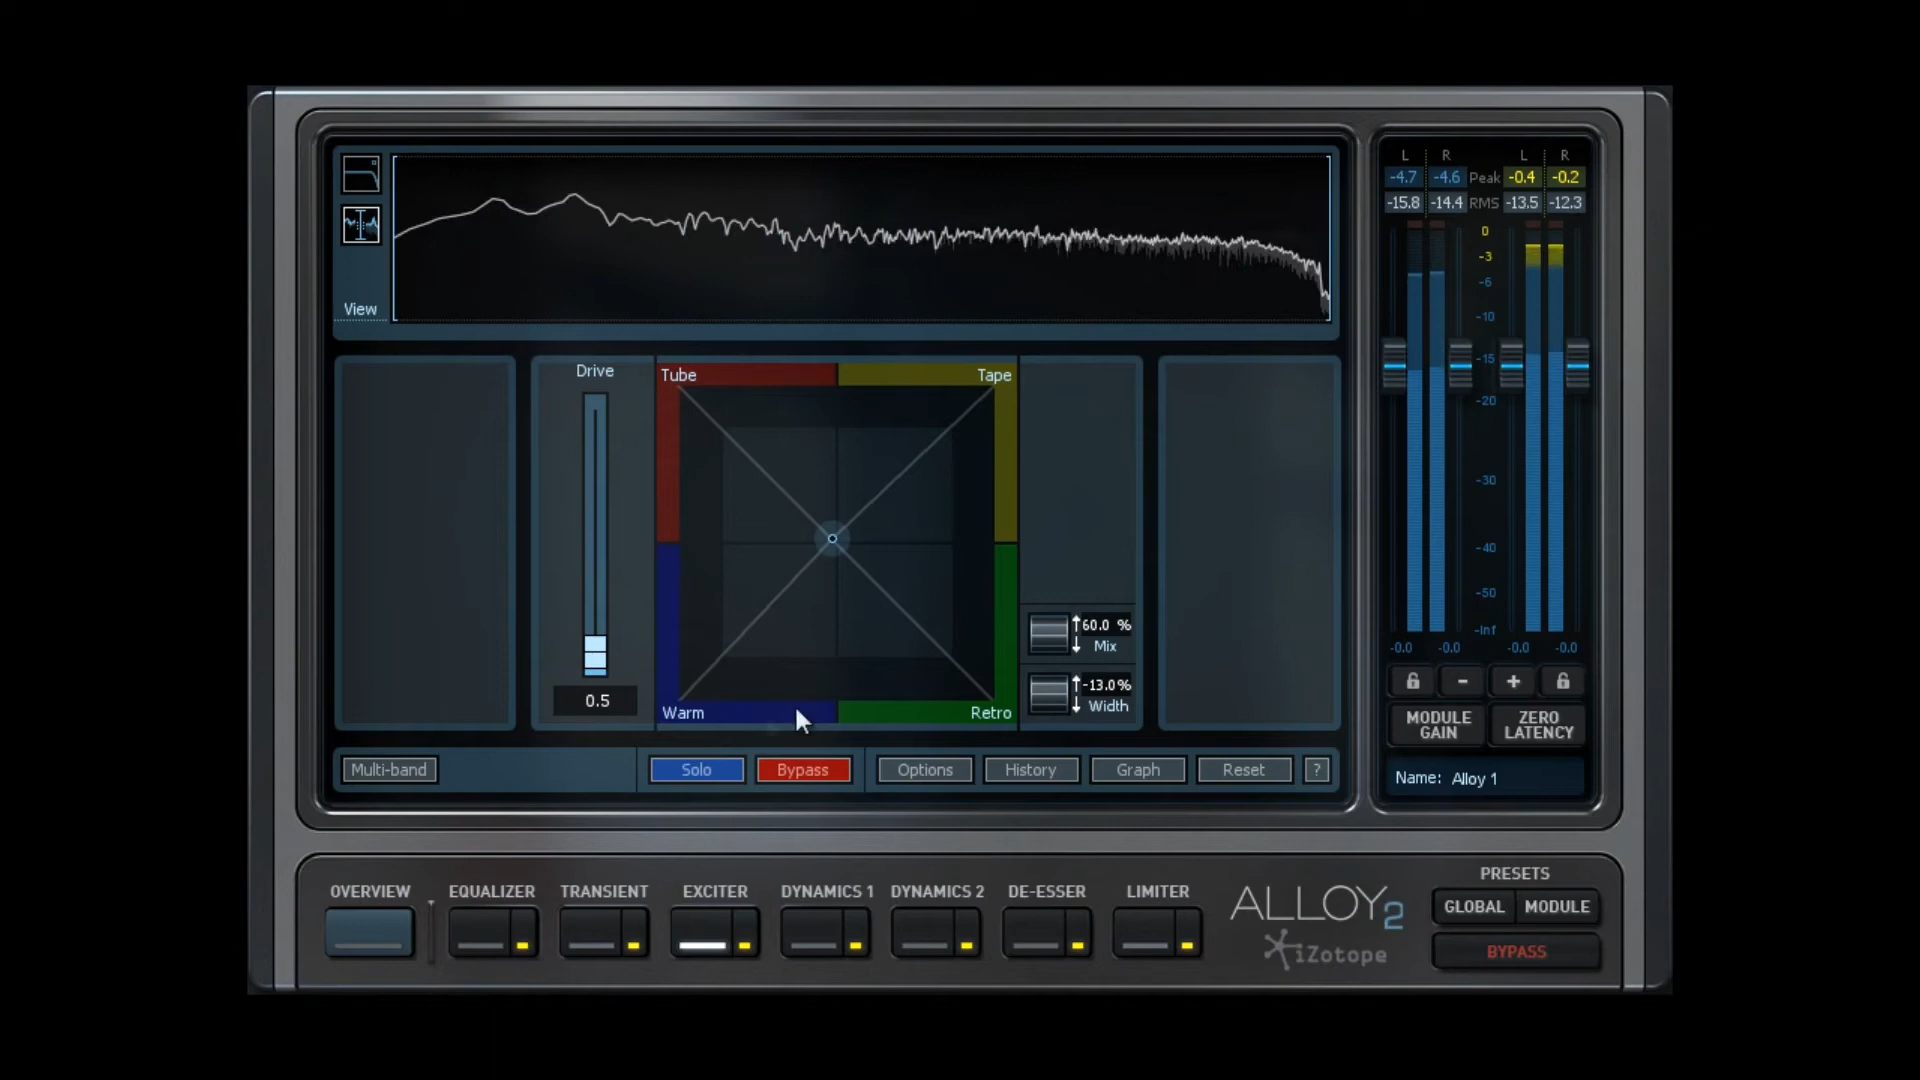 L R L R
-4.7 -4.6 Peak -0.4 -0.2
-15.8 -14.4 RMS -13.5 -12.3
0
-3
-6
-10
-15
-20
-30
-40
-50
-Inf
-0.0 -0.0 -0.0 -0.0
- +
MODULE GAIN
ZERO LATENCY
Name: Alloy 1
View
Drive
0.5
Tube
Tape
Warm
Retro
60.0 %
Mix
-13.0%
Width
Multi-band
Solo
Bypass
Options
History
Graph
Reset
?
OVERVIEW
EQUALIZER
TRANSIENT
EXCITER
DYNAMICS 1
DYNAMICS 2
DE-ESSER
LIMITER
ALLOY2
iZotope
PRESETS
GLOBAL MODULE
BYPASS